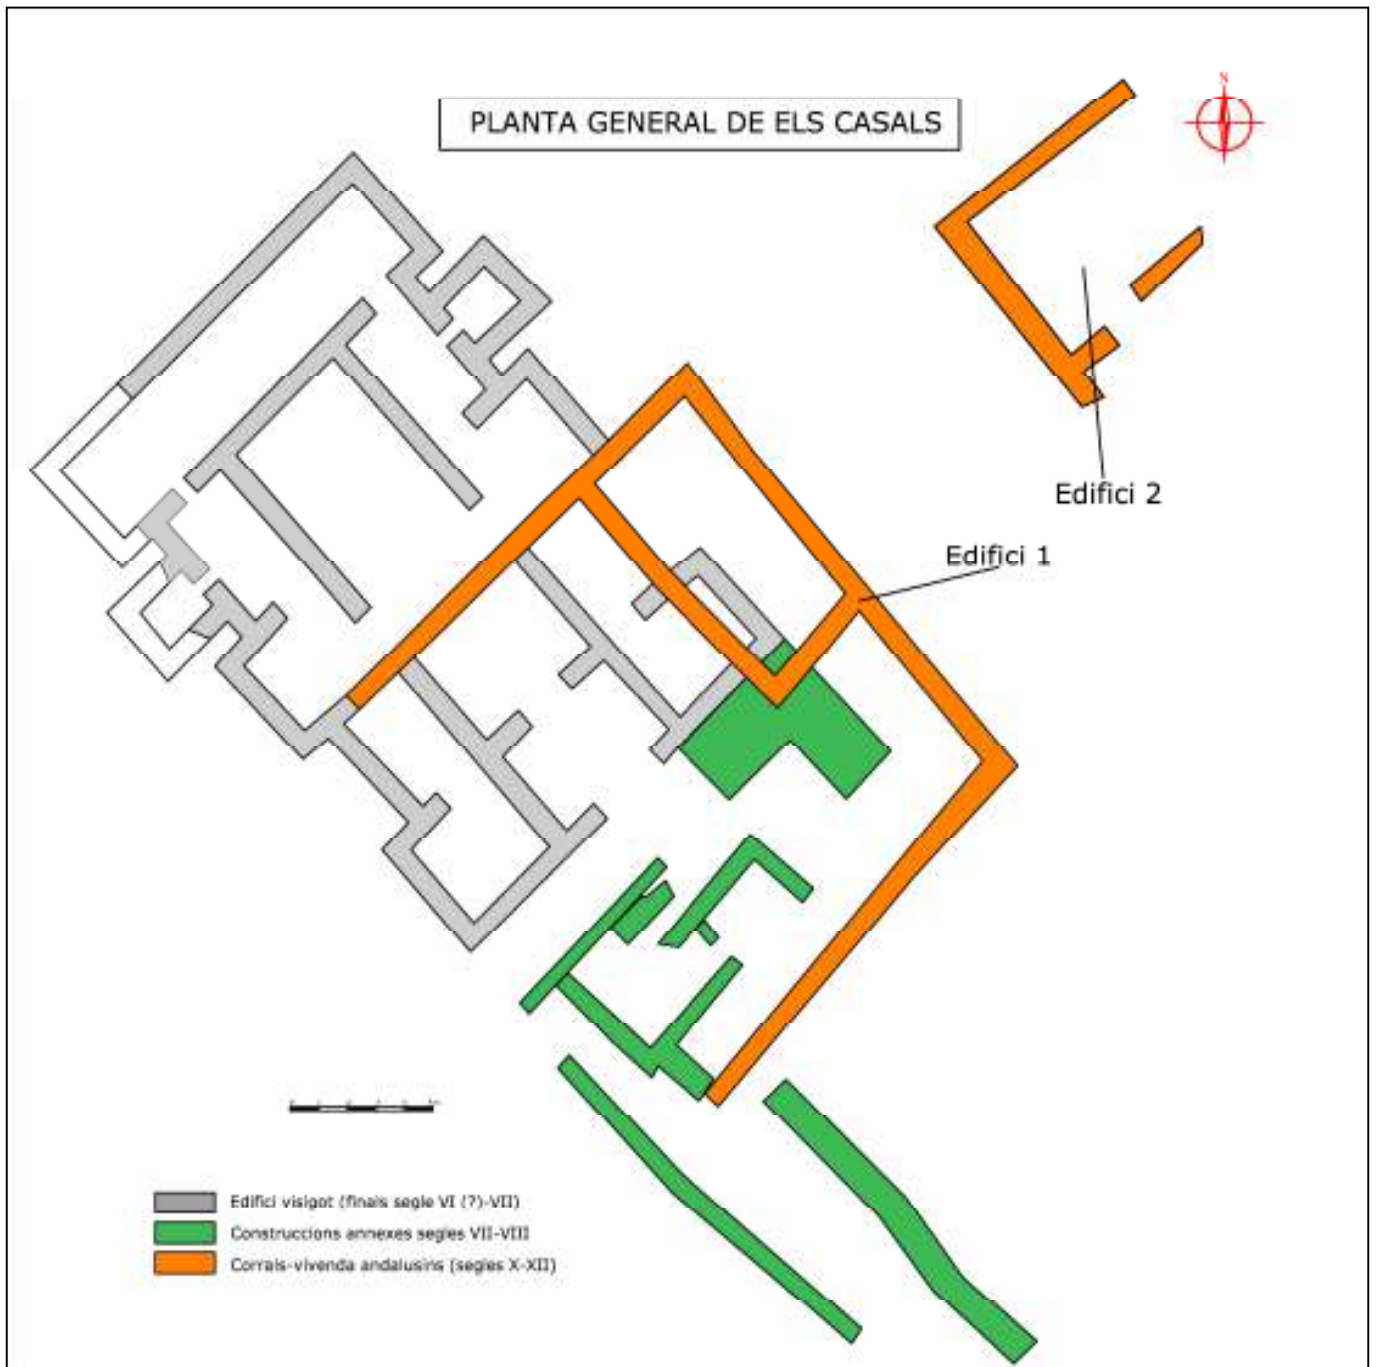 PLANTA GENERAL DE ELS CASALS
N
Edifici 2
Edifici 1
Edifici visigot (finals segle VI (?)-VII)
Construccions annexes segles VII-VIII
Corrals-vivenda andalusins (segles X-XII)